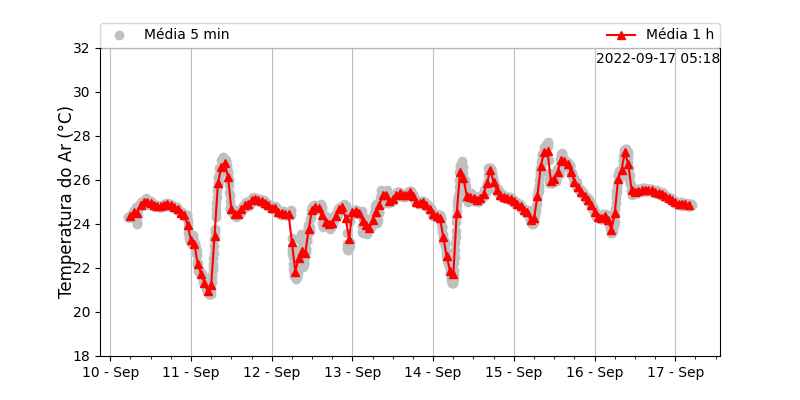 Média 5 min
Média 1 h
2022-09-17 05:18
Temperatura do Ar (°C)
32
30
28
26
24
22
20
18
10 - Sep
11 - Sep
12 - Sep
13 - Sep
14 - Sep
15 - Sep
16 - Sep
17 - Sep